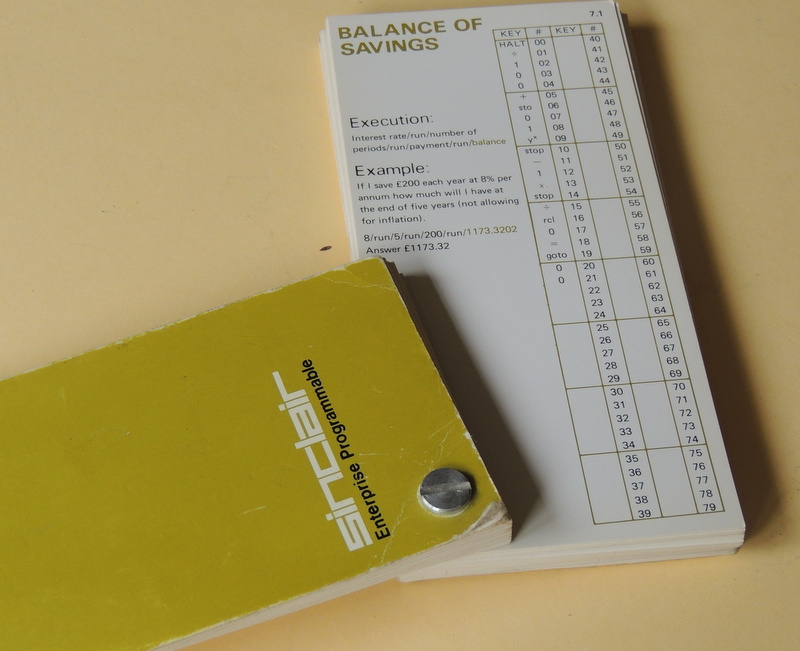 7.1
BALANCE OF
SAVINGS
Execution:
Interest rate/run/number of
periods/run/payment/run/balance
Example:
If I save £200 each year at 8% per
annum how much will I have at
the end of five years (not allowing
for inflation).
8/run/5/run/200/run/1173.3202
Answer £1173.32
KEY # KEY #
HALT 00 40
÷ 01 41
1 02 42
0 03 43
0 04 44
+ 05 45
sto 06 46
0 07 47
1 08 48
yˣ 09 49
stop 10 50
— 11 51
1 12 52
x 13 53
stop 14 54
÷ 15 55
rcl 16 56
0 17 57
= 18 58
goto 19 59
0 20 60
0 21 61
22 62
23 63
24 64
25 65
26 66
27 67
28 68
29 69
30 70
31 71
32 72
33 73
34 74
35 75
36 76
37 77
38 78
39 79
sinclair
Enterprise Programmable